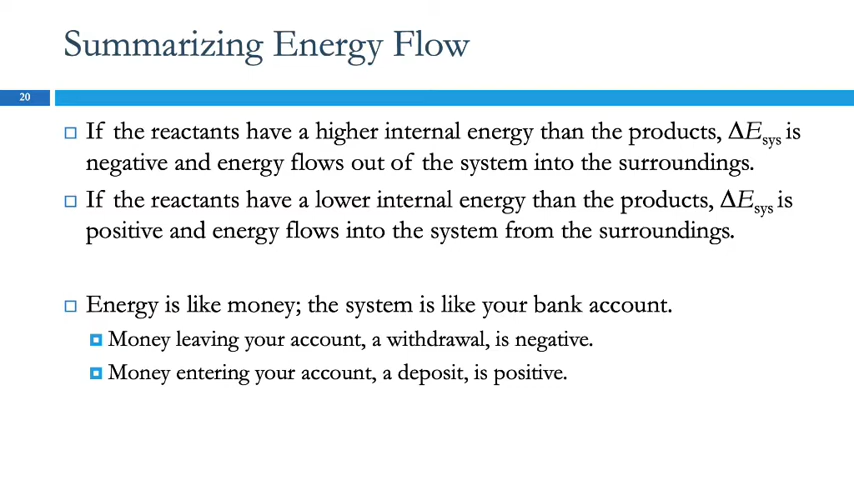 Summarizing Energy Flow
20
If the reactants have a higher internal energy than the products, ΔEsys is
negative and energy flows out of the system into the surroundings.
If the reactants have a lower internal energy than the products, ΔEsys is
positive and energy flows into the system from the surroundings.
Energy is like money; the system is like your bank account.
Money leaving your account, a withdrawal, is negative.
Money entering your account, a deposit, is positive.